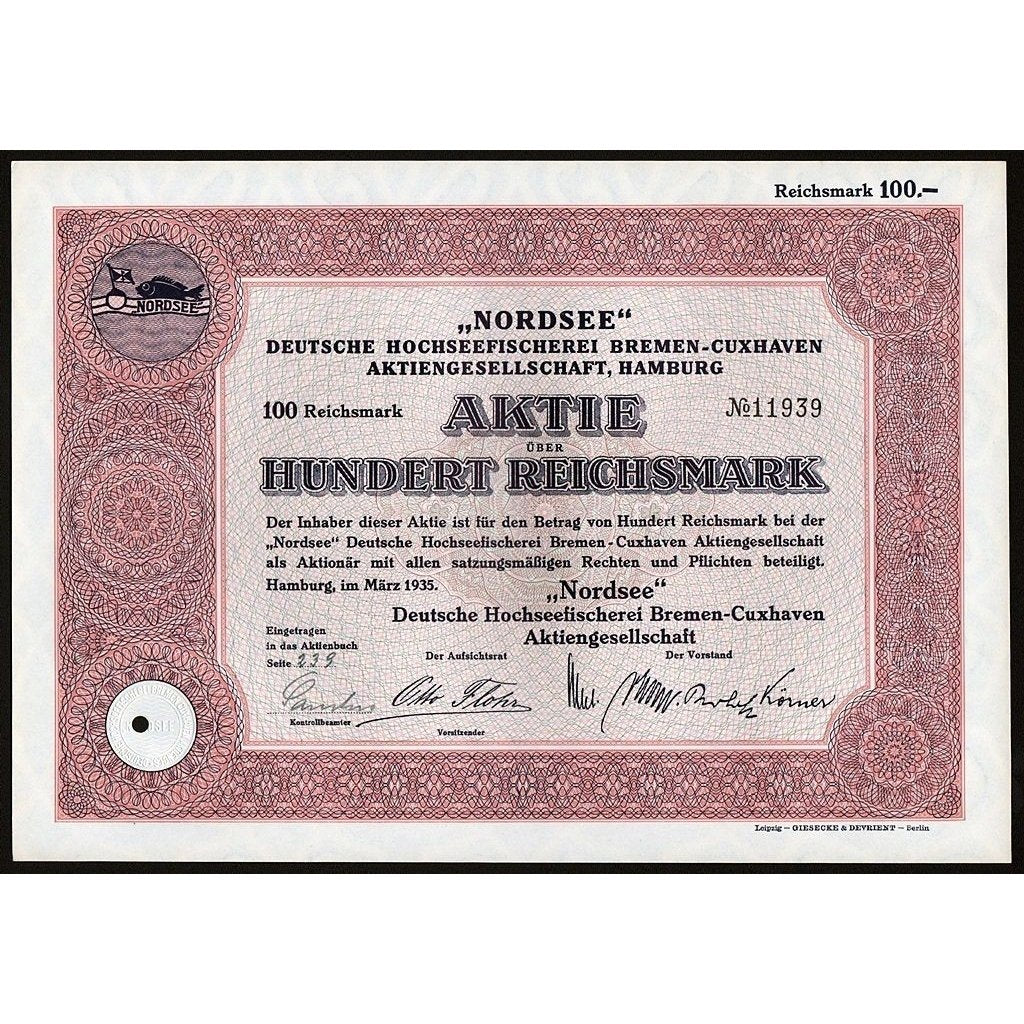 Reichsmark 100.—
NORDSEE
„NORDSEE“
DEUTSCHE HOCHSEEFISCHEREI BREMEN-CUXHAVEN
AKTIENGESELLSCHAFT, HAMBURG
100 Reichsmark AKTIE №11939
ÜBER
HUNDERT REICHSMARK
Der Inhaber dieser Aktie ist für den Betrag von Hundert Reichsmark bei der
„Nordsee“ Deutsche Hochseefischerei Bremen-Cuxhaven Aktiengesellschaft
als Aktionär mit allen satzungsmäßigen Rechten und Pflichten beteiligt.
Hamburg, im März 1935.
„Nordsee“
Deutsche Hochseefischerei Bremen-Cuxhaven
Aktiengesellschaft
Eingetragen
in das Aktienbuch
Seite 239
Der Aufsichtsrat Der Vorstand
Otto Flohr Körner
Kontrollbeamter
Vorsitzender
Leipzig — GIESECKE & DEVRIENT — Berlin